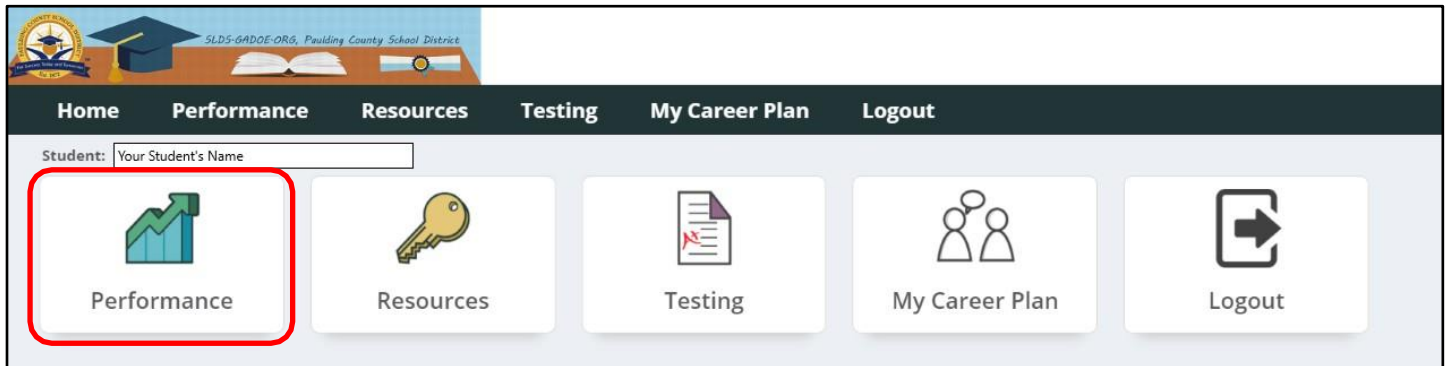 SLDS-GADOE-ORG, Paulding County School District
Home Performance Resources Testing My Career Plan Logout
Student: Your Student's Name
Performance Resources Testing My Career Plan Logout